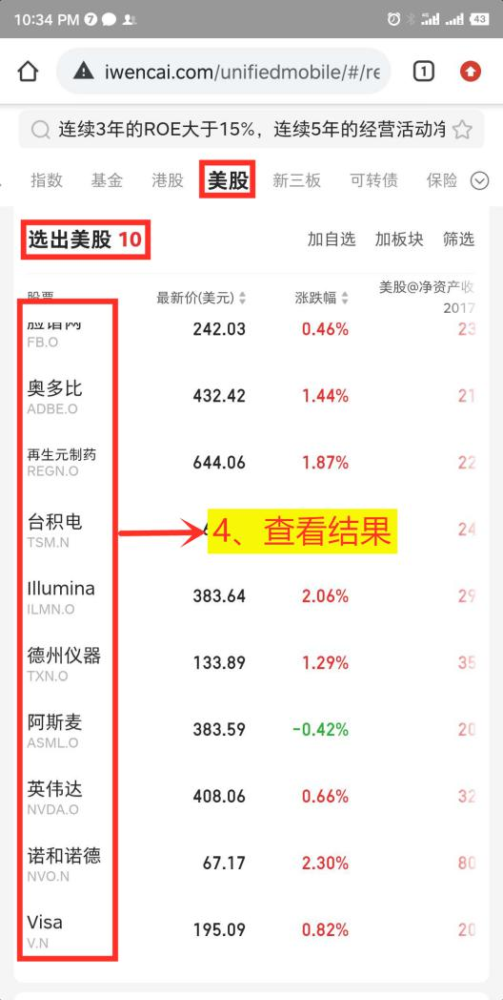 10:34 PM 7
43
iwencai.com/unifiedmobile/#/re
1
连续3年的ROE大于15%，连续5年的经营活动净
指数 基金 港股 美股 新三板 可转债 保险
选出美股 10 加自选 加板块 筛选
股票 最新价(美元) 涨跌幅 美股@净资产收
2017
脸谱网 242.03 0.46% 23
FB.O
奥多比 432.42 1.44% 21
ADBE.O
再生元制药 644.06 1.87% 22
REGN.O
台积电 4、查看结果 24
TSM.N
Illumina 383.64 2.06% 29
ILMN.O
德州仪器 133.89 1.29% 35
TXN.O
阿斯麦 383.59 -0.42% 20
ASML.O
英伟达 408.06 0.66% 32
NVDA.O
诺和诺德 67.17 2.30% 80
NVO.N
Visa 195.09 0.82% 20
V.N